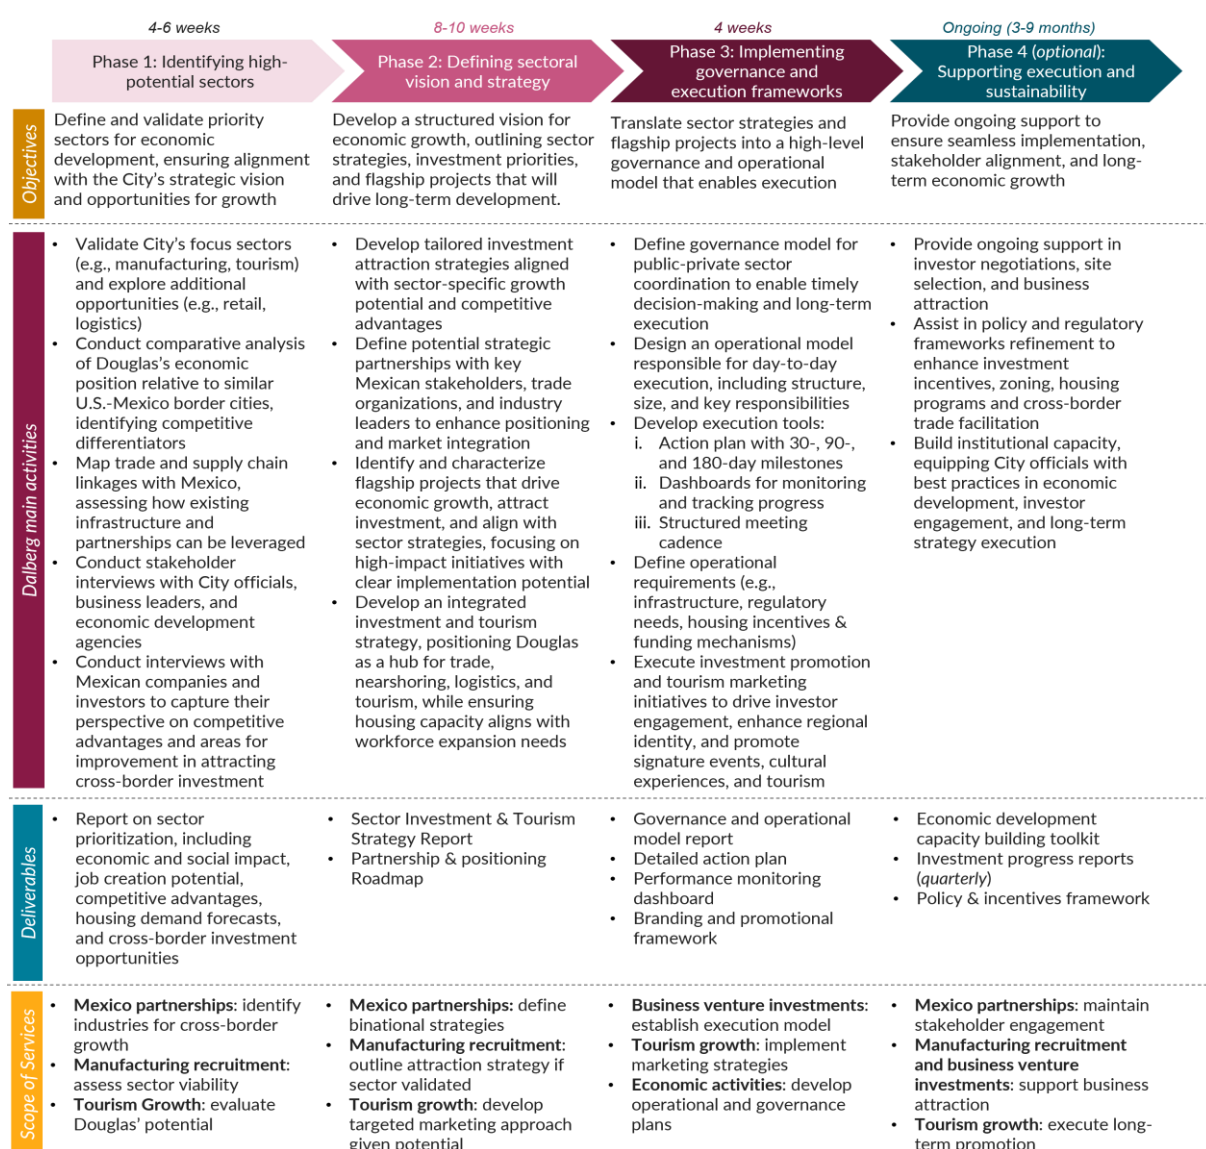 4-6 weeks
8-10 weeks
4 weeks
Ongoing (3-9 months)
Phase 1: Identifying high-
potential sectors
Phase 2: Defining sectoral
vision and strategy
Phase 3: Implementing
governance and
execution frameworks
Phase 4 (optional):
Supporting execution and
sustainability
Objectives
Define and validate priority
sectors for economic
development, ensuring alignment
with the City's strategic vision
and opportunities for growth
Develop a structured vision for
economic growth, outlining sector
strategies, investment priorities,
and flagship projects that will
drive long-term development.
Translate sector strategies and
flagship projects into a high-level
governance and operational
model that enables execution
Provide ongoing support to
ensure seamless implementation,
stakeholder alignment, and long-
term economic growth
Dalberg main activities
• Validate City's focus sectors
(e.g., manufacturing, tourism)
and explore additional
opportunities (e.g., retail,
logistics)
• Conduct comparative analysis
of Douglas's economic
position relative to similar
U.S.-Mexico border cities,
identifying competitive
differentiators
• Map trade and supply chain
linkages with Mexico,
assessing how existing
infrastructure and
partnerships can be leveraged
• Conduct stakeholder
interviews with City officials,
business leaders, and
economic development
agencies
• Conduct interviews with
Mexican companies and
investors to capture their
perspective on competitive
advantages and areas for
improvement in attracting
cross-border investment
• Develop tailored investment
attraction strategies aligned
with sector-specific growth
potential and competitive
advantages
• Define potential strategic
partnerships with key
Mexican stakeholders, trade
organizations, and industry
leaders to enhance positioning
and market integration
• Identify and characterize
flagship projects that drive
economic growth, attract
investment, and align with
sector strategies, focusing on
high-impact initiatives with
clear implementation potential
• Develop an integrated
investment and tourism
strategy, positioning Douglas
as a hub for trade,
nearshoring, logistics, and
tourism, while ensuring
housing capacity aligns with
workforce expansion needs
• Define governance model for
public-private sector
coordination to enable timely
decision-making and long-term
execution
• Design an operational model
responsible for day-to-day
execution, including structure,
size, and key responsibilities
• Develop execution tools:
i. Action plan with 30-, 90-,
and 180-day milestones
ii. Dashboards for monitoring
and tracking progress
iii. Structured meeting
cadence
• Define operational
requirements (e.g.,
infrastructure, regulatory
needs, housing incentives &
funding mechanisms)
• Execute investment promotion
and tourism marketing
initiatives to drive investor
engagement, enhance regional
identity, and promote
signature events, cultural
experiences, and tourism
• Provide ongoing support in
investor negotiations, site
selection, and business
attraction
• Assist in policy and regulatory
frameworks refinement to
enhance investment
incentives, zoning, housing
programs and cross-border
trade facilitation
• Build institutional capacity,
equipping City officials with
best practices in economic
development, investor
engagement, and long-term
strategy execution
Deliverables
• Report on sector
prioritization, including
economic and social impact,
job creation potential,
competitive advantages,
housing demand forecasts,
and cross-border investment
opportunities
• Sector Investment & Tourism
Strategy Report
• Partnership & positioning
Roadmap
• Governance and operational
model report
• Detailed action plan
• Performance monitoring
dashboard
• Branding and promotional
framework
• Economic development
capacity building toolkit
• Investment progress reports
(quarterly)
• Policy & incentives framework
Scope of Services
• Mexico partnerships: identify
industries for cross-border
growth
• Manufacturing recruitment:
assess sector viability
• Tourism Growth: evaluate
Douglas' potential
• Mexico partnerships: define
binational strategies
• Manufacturing recruitment:
outline attraction strategy if
sector validated
• Tourism growth: develop
targeted marketing approach
given potential
• Business venture investments:
establish execution model
• Tourism growth: implement
marketing strategies
• Economic activities: develop
operational and governance
plans
• Mexico partnerships: maintain
stakeholder engagement
• Manufacturing recruitment
and business venture
investments: support business
attraction
• Tourism growth: execute long-
term promotion